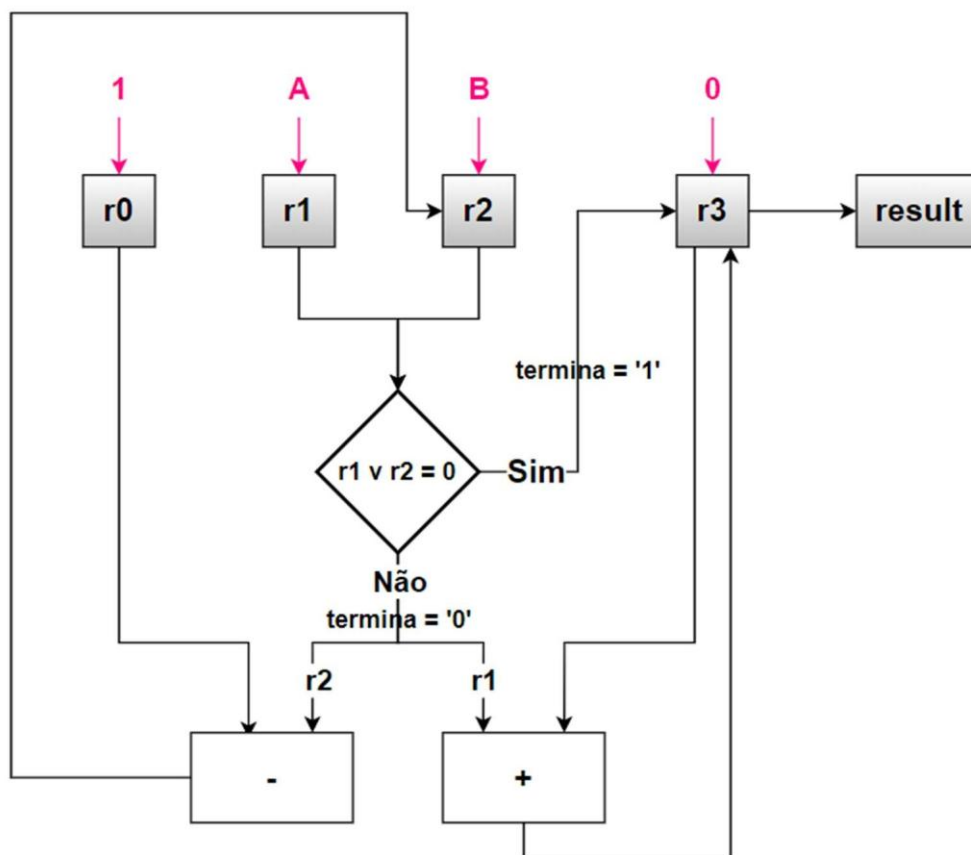 1
A
B
0
r0
r1
r2
r3
result
termina = '1'
r1 v r2 = 0
Sim
Não
termina = '0'
r2
r1
-
+